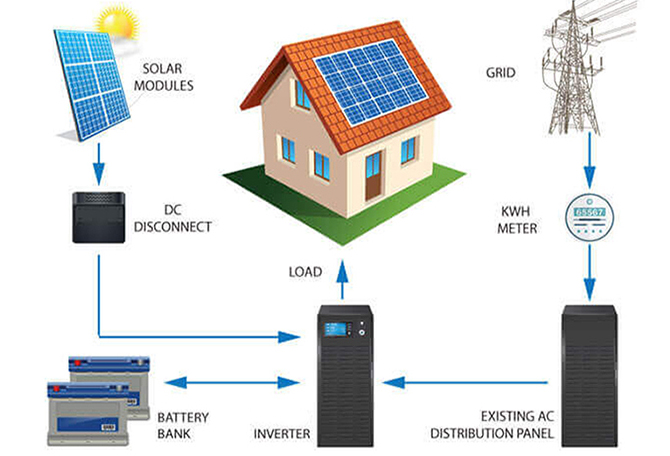 SOLAR
MODULES
GRID
DC
DISCONNECT
KWH
METER
65567
LOAD
BATTERY
BANK
INVERTER
EXISTING AC
DISTRIBUTION PANEL